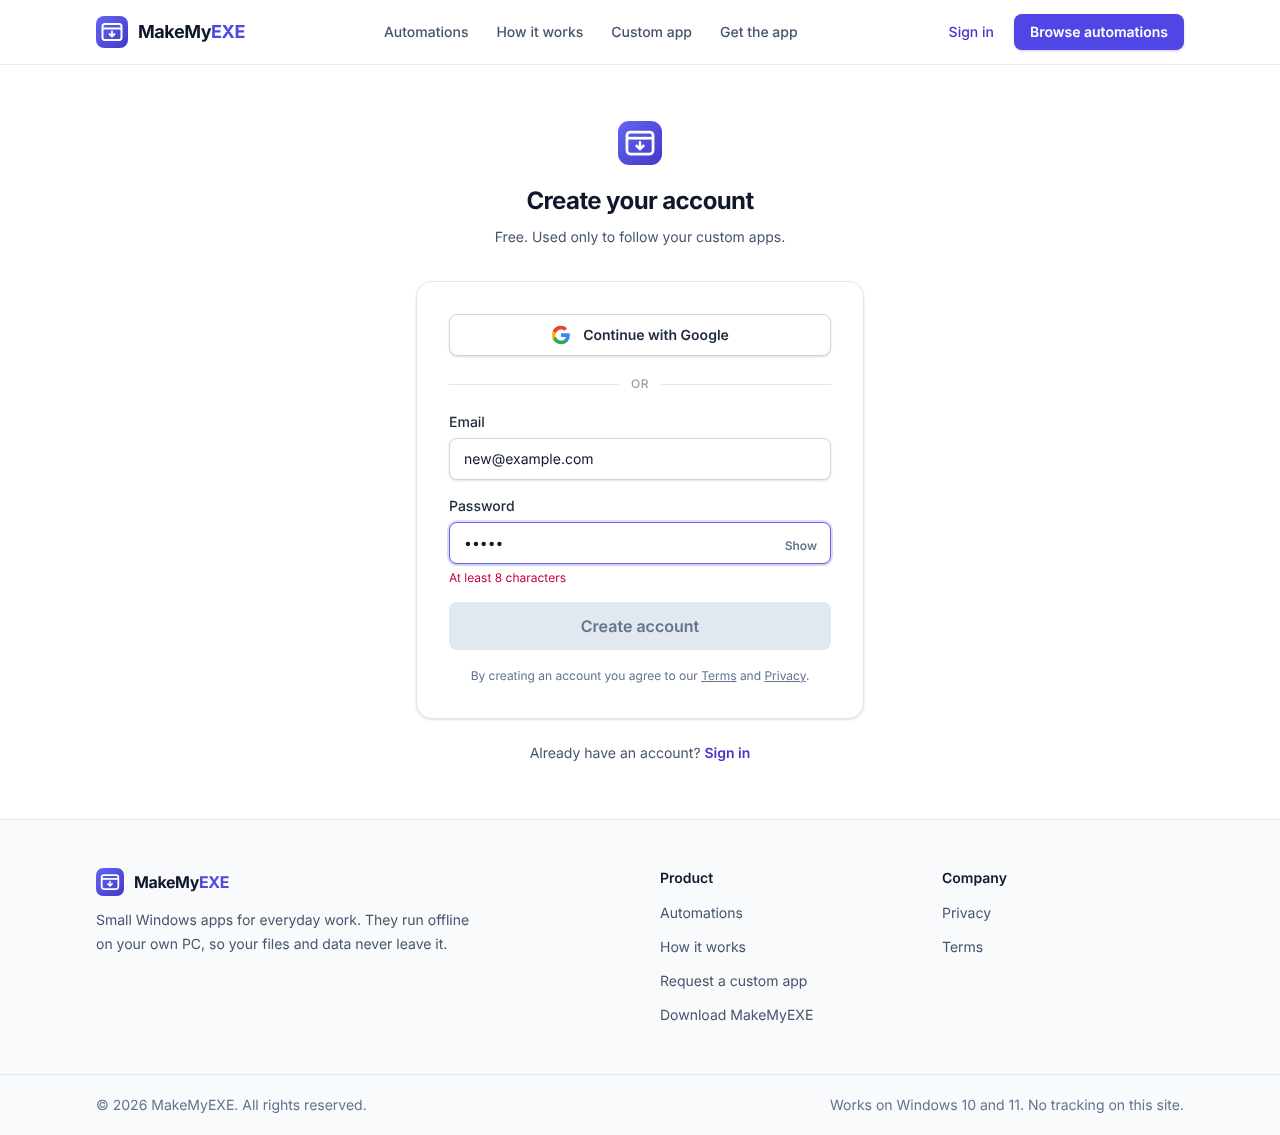 MakeMyEXE
Automations
How it works
Custom app
Get the app
Sign in
Browse automations
Create your account
Free. Used only to follow your custom apps.
Continue with Google
OR
Email
new@example.com
Password
•••••
Show
At least 8 characters
Create account
By creating an account you agree to our Terms and Privacy.
Already have an account? Sign in
MakeMyEXE
Small Windows apps for everyday work. They run offline
on your own PC, so your files and data never leave it.
Product
Automations
How it works
Request a custom app
Download MakeMyEXE
Company
Privacy
Terms
© 2026 MakeMyEXE. All rights reserved.
Works on Windows 10 and 11. No tracking on this site.